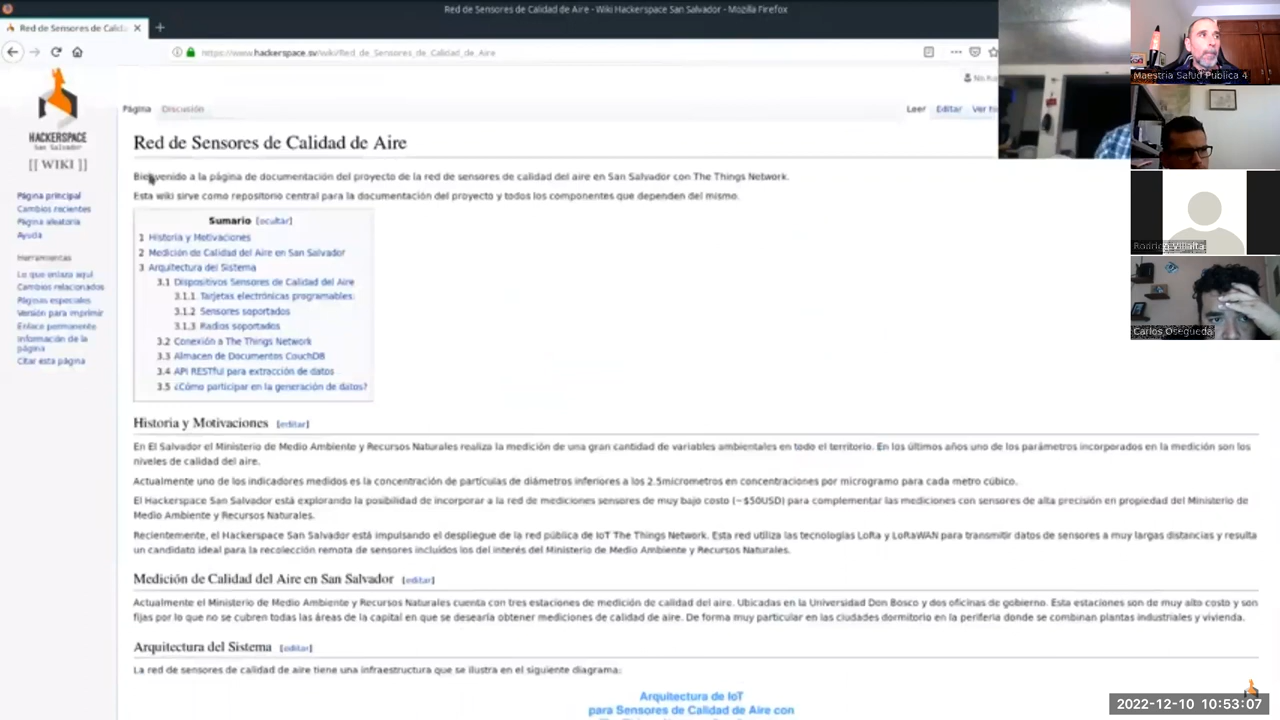 Red de Sensores de Calidad de Aire - Wiki Hackerspace San Salvador - Mozilla Firefox
Red de Sensores de Calid
https://www.hackerspace.sv/wiki/Red_de_Sensores_de_Calidad_de_Aire
HACKERSPACE
San Salvador
[[ WIKI ]]
Página principal
Cambios recientes
Página aleatoria
Ayuda
Herramientas
Lo que enlaza aquí
Cambios relacionados
Páginas especiales
Versión para imprimir
Enlace permanente
Información de la
página
Citar esta página
Página Discusión
Leer Editar
Red de Sensores de Calidad de Aire
Bienvenido a la página de documentación del proyecto de la red de sensores de calidad del aire en San Salvador con The Things Network.
Esta wiki sirve como repositorio central para la documentación del proyecto y todos los componentes que dependen del mismo.
Sumario [ocultar]
1 Historia y Motivaciones
2 Medición de Calidad del Aire en San Salvador
3 Arquitectura del Sistema
3.1 Dispositivos Sensores de Calidad del Aire
3.1.1 Tarjetas electrónicas programables:
3.1.2 Sensores soportados
3.1.3 Radios soportados
3.2 Conexión a The Things Network
3.3 Almacen de Documentos CouchDB
3.4 API RESTful para extracción de datos
3.5 ¿Cómo participar en la generación de datos?
Historia y Motivaciones [editar]
En El Salvador el Ministerio de Medio Ambiente y Recursos Naturales realiza la medición de una gran cantidad de variables ambientales en todo el territorio. En los últimos años uno de los parámetros incorporados en la medición son los
niveles de calidad del aire.
Actualmente uno de los indicadores medidos es la concentración de partículas de diámetros inferiores a los 2.5micrometros en concentraciones por microgramo para cada metro cúbico.
El Hackerspace San Salvador está explorando la posibilidad de incorporar a la red de mediciones sensores de muy bajo costo (~$50USD) para complementar las mediciones con sensores de alta precisión en propiedad del Ministerio de
Medio Ambiente y Recursos Naturales.
Recientemente, el Hackerspace San Salvador está impulsando el despliegue de la red pública de IoT The Things Network. Esta red utiliza las tecnologías LoRa y LoRaWAN para transmitir datos de sensores a muy largas distancias y resulta
un candidato ideal para la recolección remota de sensores incluídos los del interés del Ministerio de Medio Ambiente y Recursos Naturales.
Medición de Calidad del Aire en San Salvador [editar]
Actualmente el Ministerio de Medio Ambiente y Recursos Naturales cuenta con tres estaciones de medición de calidad del aire. Ubicadas en la Universidad Don Bosco y dos oficinas de gobierno. Esta estaciones son de muy alto costo y son
fijas por lo que no se cubren todas las áreas de la capital en que se desearía obtener mediciones de calidad de aire. De forma muy particular en las ciudades dormitorio en la periferia donde se combinan plantas industriales y vivienda.
Arquitectura del Sistema [editar]
La red de sensores de calidad de aire tiene una infraestructura que se ilustra en el siguiente diagrama:
Arquitectura de IoT
para Sensores de Calidad de Aire con
Maestria Salud Publica 4
Rodrigo Villalta
Carlos Osegueda
2022-12-10 10:53:07